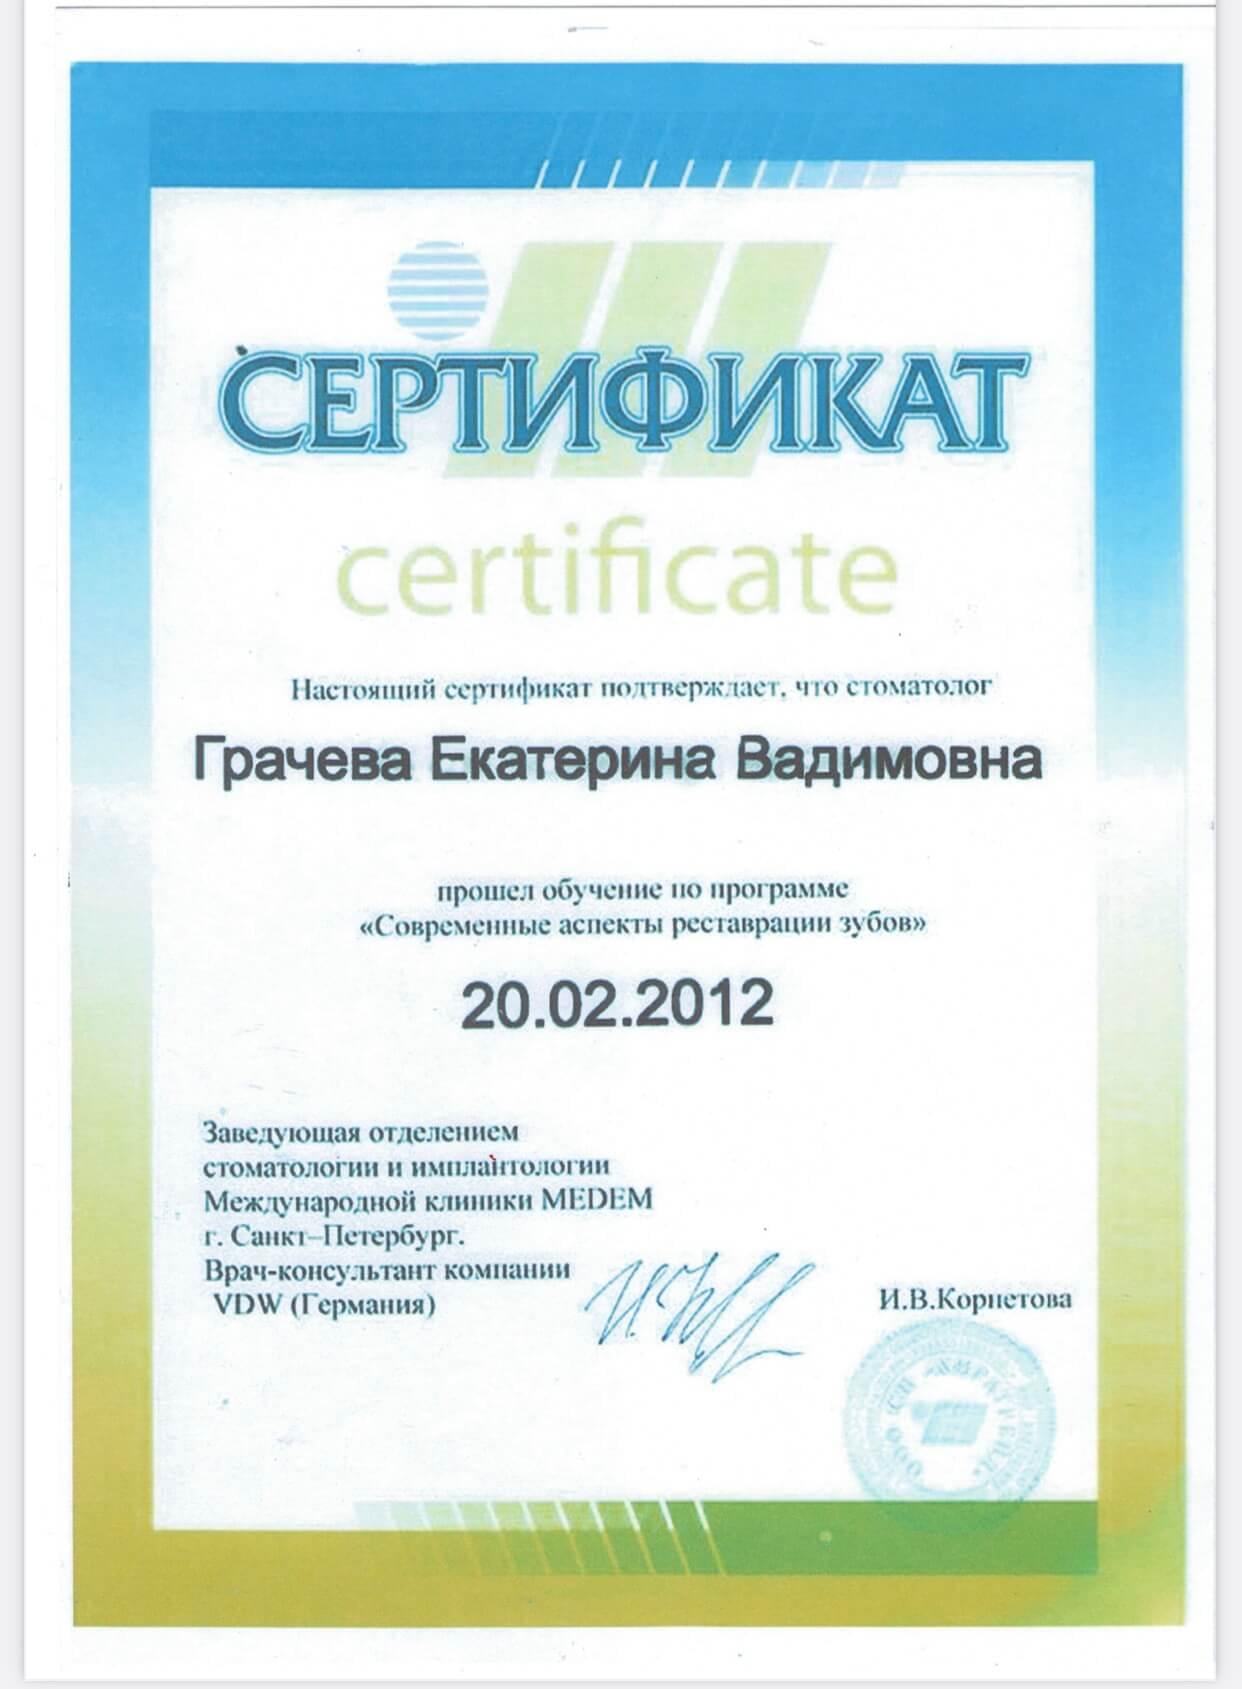 СЕРТИФИКАТ
certificate
Настоящий сертификат подтверждает, что стоматолог
Грачева Екатерина Вадимовна
прошел обучение по программе
«Современные аспекты реставрации зубов»
20.02.2012
Заведующая отделением
стоматологии и имплантологии
Международной клиники MEDEM
г. Санкт–Петербург.
Врач-консультант компании
VDW (Германия)
И.В.Корнетова
ООО